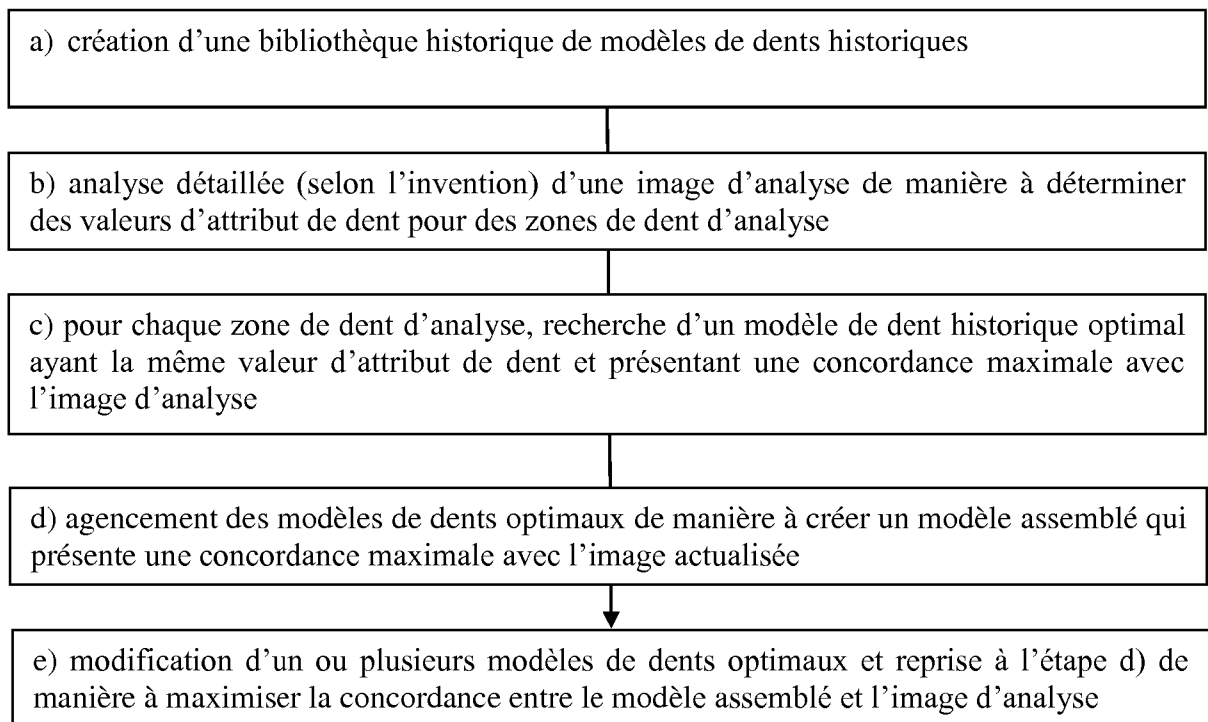 a) création d’une bibliothèque historique de modèles de dents historiques
b) analyse détaillée (selon l’invention) d’une image d’analyse de manière à déterminer
des valeurs d’attribut de dent pour des zones de dent d’analyse
c) pour chaque zone de dent d’analyse, recherche d’un modèle de dent historique optimal
ayant la même valeur d’attribut de dent et présentant une concordance maximale avec
l’image d’analyse
d) agencement des modèles de dents optimaux de manière à créer un modèle assemblé qui
présente une concordance maximale avec l’image actualisée
e) modification d’un ou plusieurs modèles de dents optimaux et reprise à l’étape d) de
manière à maximiser la concordance entre le modèle assemblé et l’image d’analyse